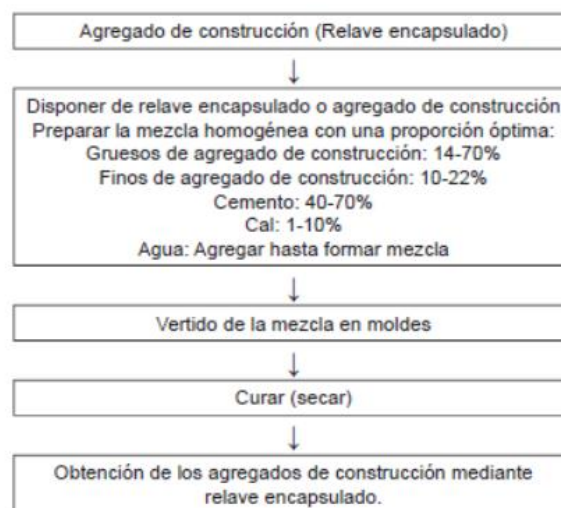 Agregado de construcción (Relave encapsulado)
↓
Disponer de relave encapsulado o agregado de construcción
Preparar la mezcla homogénea con una proporción óptima:
Gruesos de agregado de construcción: 14-70%
Finos de agregado de construcción: 10-22%
Cemento: 40-70%
Cal: 1-10%
Agua: Agregar hasta formar mezcla
↓
Vertido de la mezcla en moldes
↓
Curar (secar)
↓
Obtención de los agregados de construcción mediante
relave encapsulado.